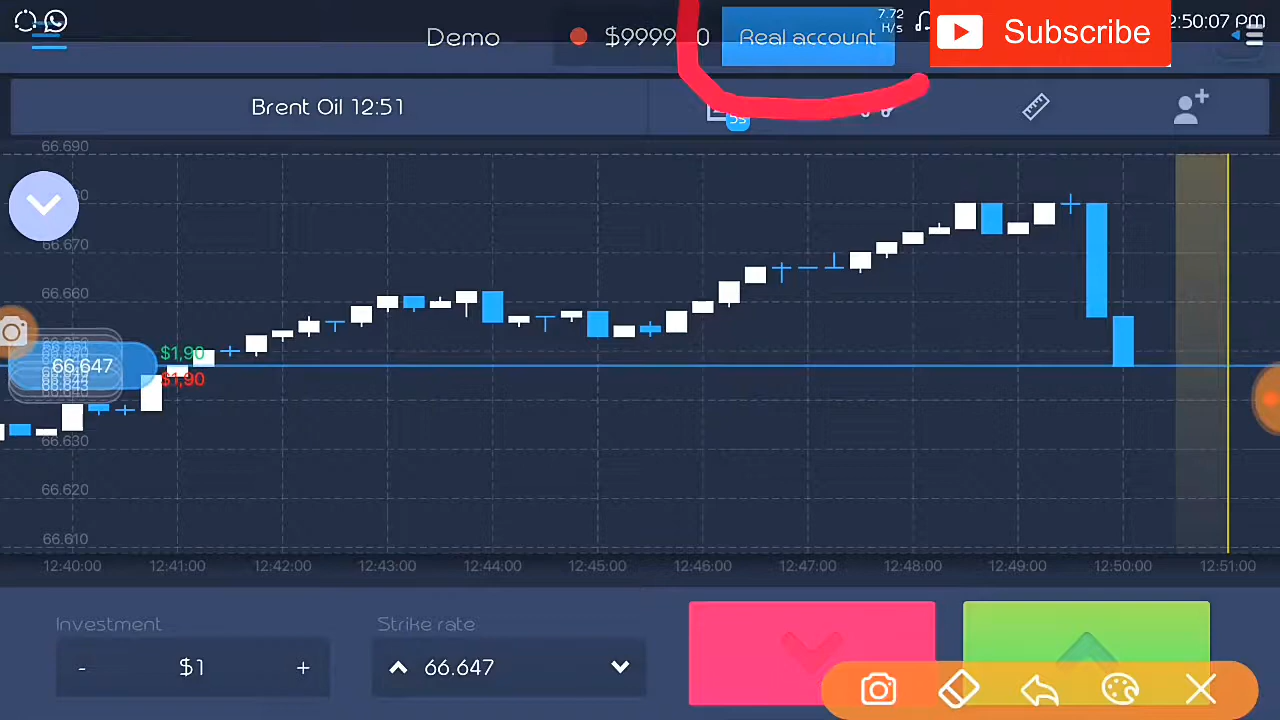 7.72
H/s
2:50:07 PM
Demo
$9999
0
Real account
Subscribe
Brent Oil 12:51
5s
66.690
66.670
66.660
66.647
$1,90
$1,90
66.630
66.620
66.610
12:40:00 12:41:00 12:42:00 12:43:00 12:44:00 12:45:00 12:46:00 12:47:00 12:48:00 12:49:00 12:50:00 12:51:00
Investment
- $1 +
Strike rate
66.647